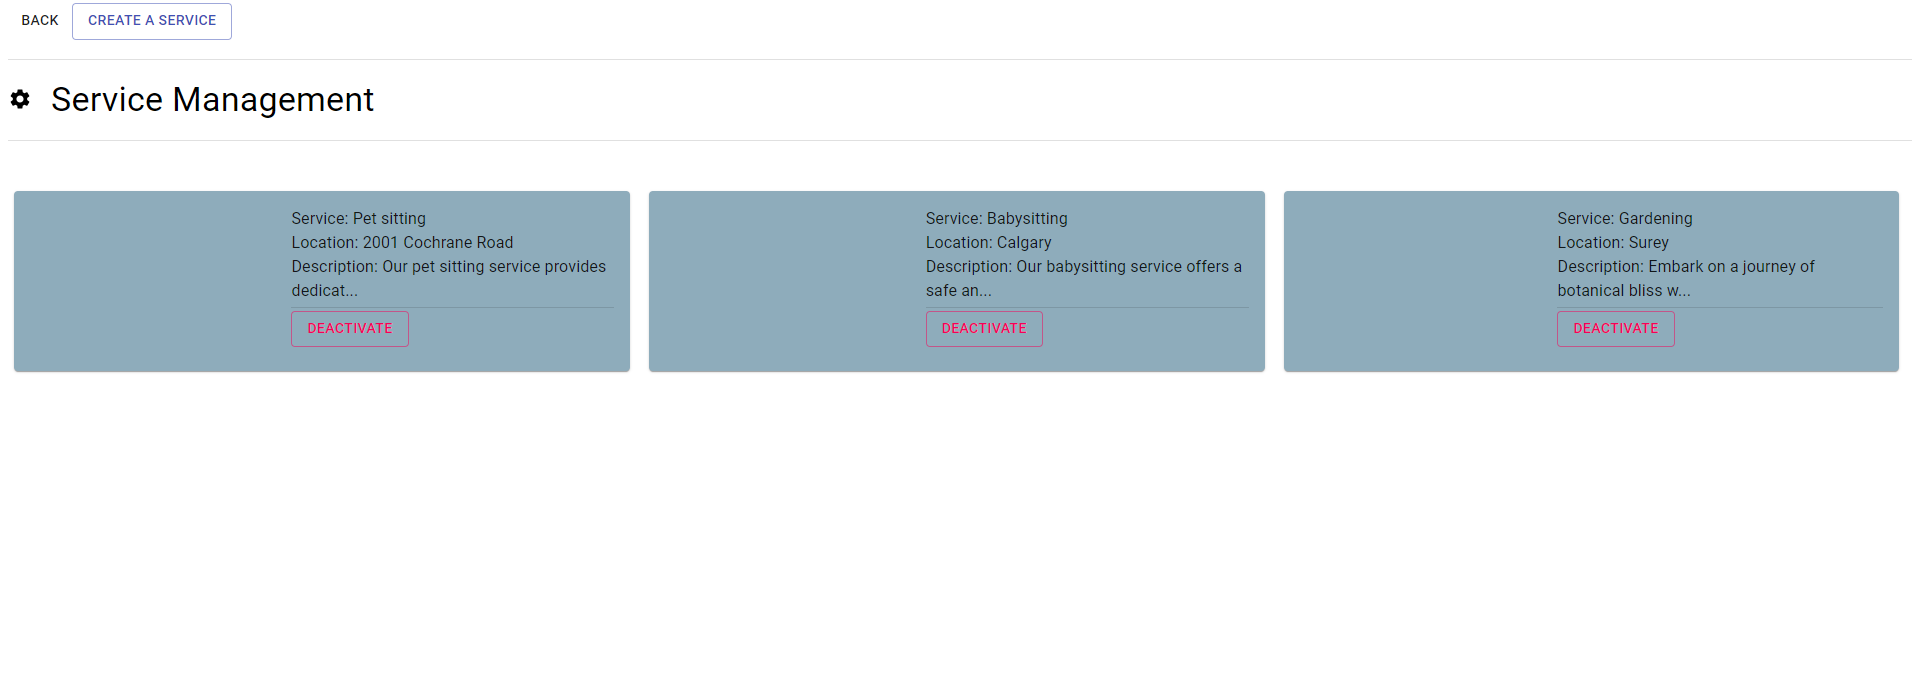 BACK
CREATE A SERVICE
Service Management
Service: Pet sitting
Location: 2001 Cochrane Road
Description: Our pet sitting service provides
dedicat...
DEACTIVATE
Service: Babysitting
Location: Calgary
Description: Our babysitting service offers a
safe an...
DEACTIVATE
Service: Gardening
Location: Surey
Description: Embark on a journey of
botanical bliss w...
DEACTIVATE